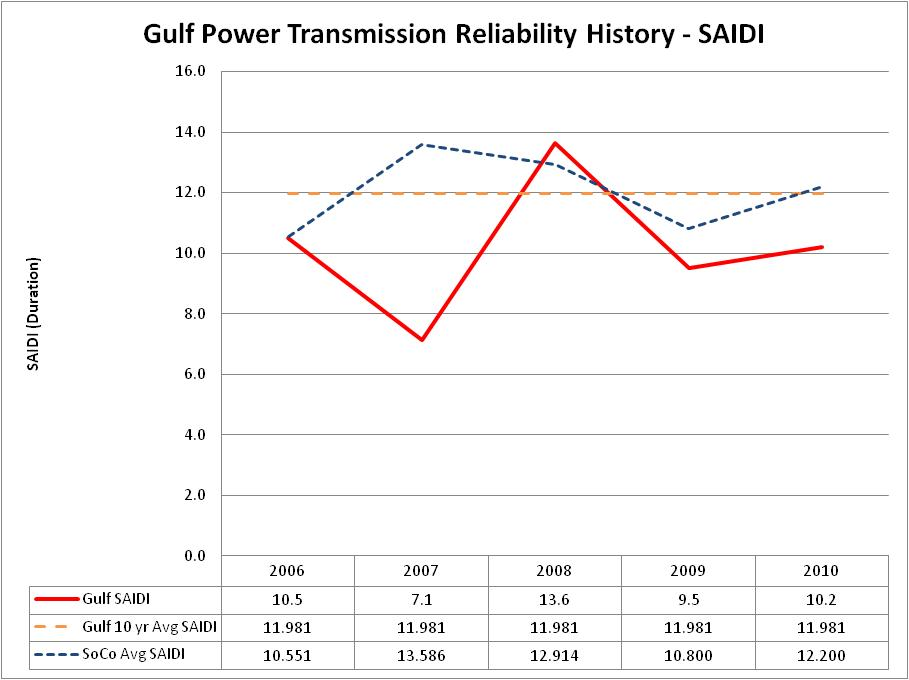 Gulf Power Transmission Reliability History - SAIDI
16.0
14.0
12.0
10.0
8.0
6.0
4.0
2.0
0.0
SAIDI (Duration)
2006 2007 2008 2009 2010
Gulf SAIDI 10.5 7.1 13.6 9.5 10.2
Gulf 10 yr Avg SAIDI 11.981 11.981 11.981 11.981 11.981
SoCo Avg SAIDI 10.551 13.586 12.914 10.800 12.200